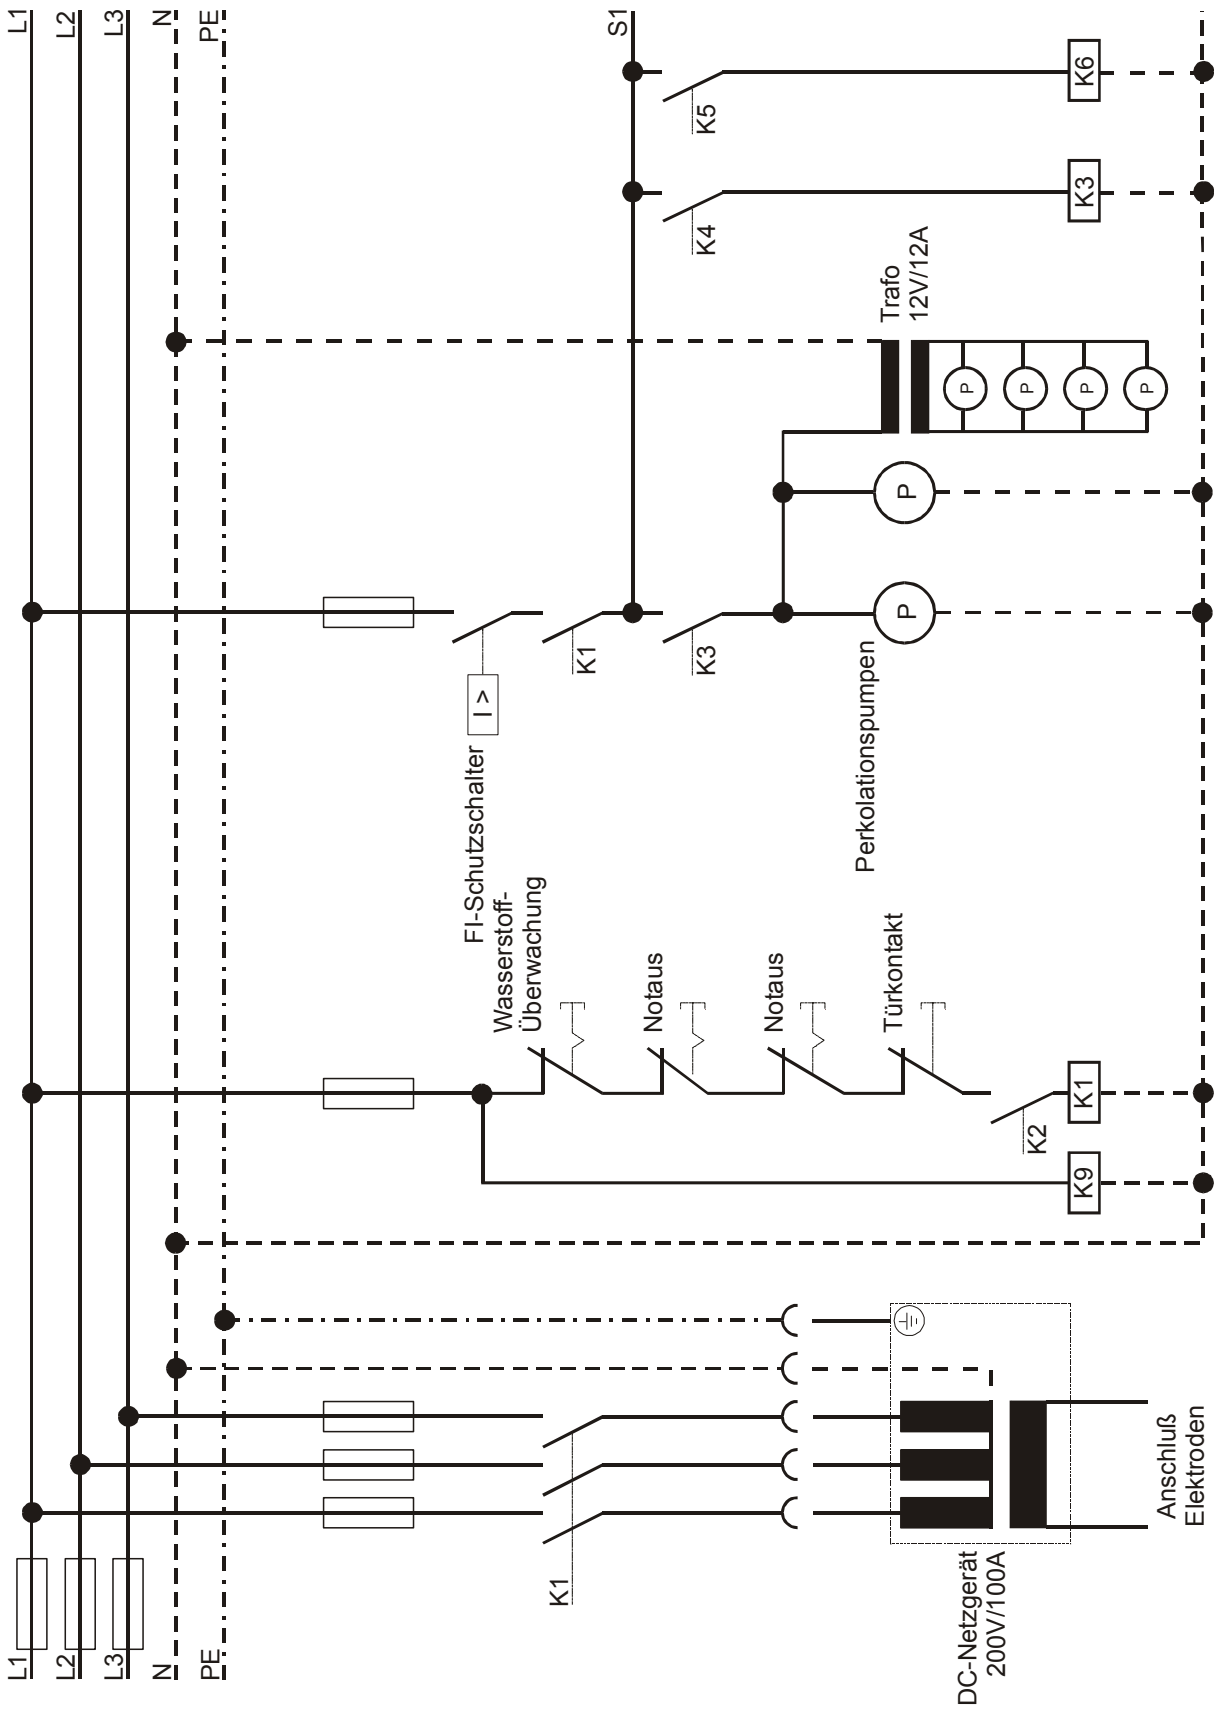 L1
L2
L3
N
PE
L1
L2
L3
N
PE
K1
DC-Netzgerät
200V/100A
Anschluß
Elektroden
K9
K1
K2
Wasserstoff-
Überwachung
Notaus
Notaus
Türkontakt
FI-Schutzschalter
I >
K1
K3
Perkolationspumpen
P
P
Trafo
12V/12A
P
P
P
P
S1
K4
K3
K5
K6